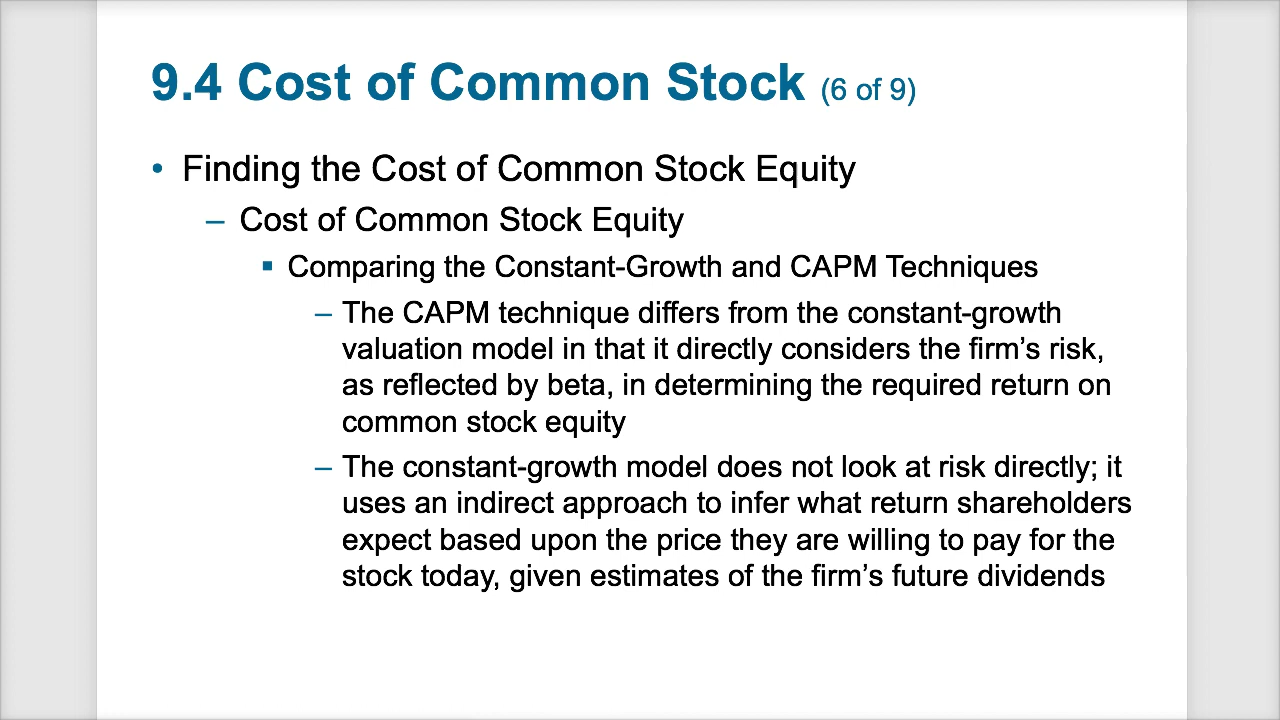 9.4 Cost of Common Stock (6 of 9)
• Finding the Cost of Common Stock Equity
– Cost of Common Stock Equity
▪ Comparing the Constant-Growth and CAPM Techniques
– The CAPM technique differs from the constant-growth
valuation model in that it directly considers the firm’s risk,
as reflected by beta, in determining the required return on
common stock equity
– The constant-growth model does not look at risk directly; it
uses an indirect approach to infer what return shareholders
expect based upon the price they are willing to pay for the
stock today, given estimates of the firm’s future dividends